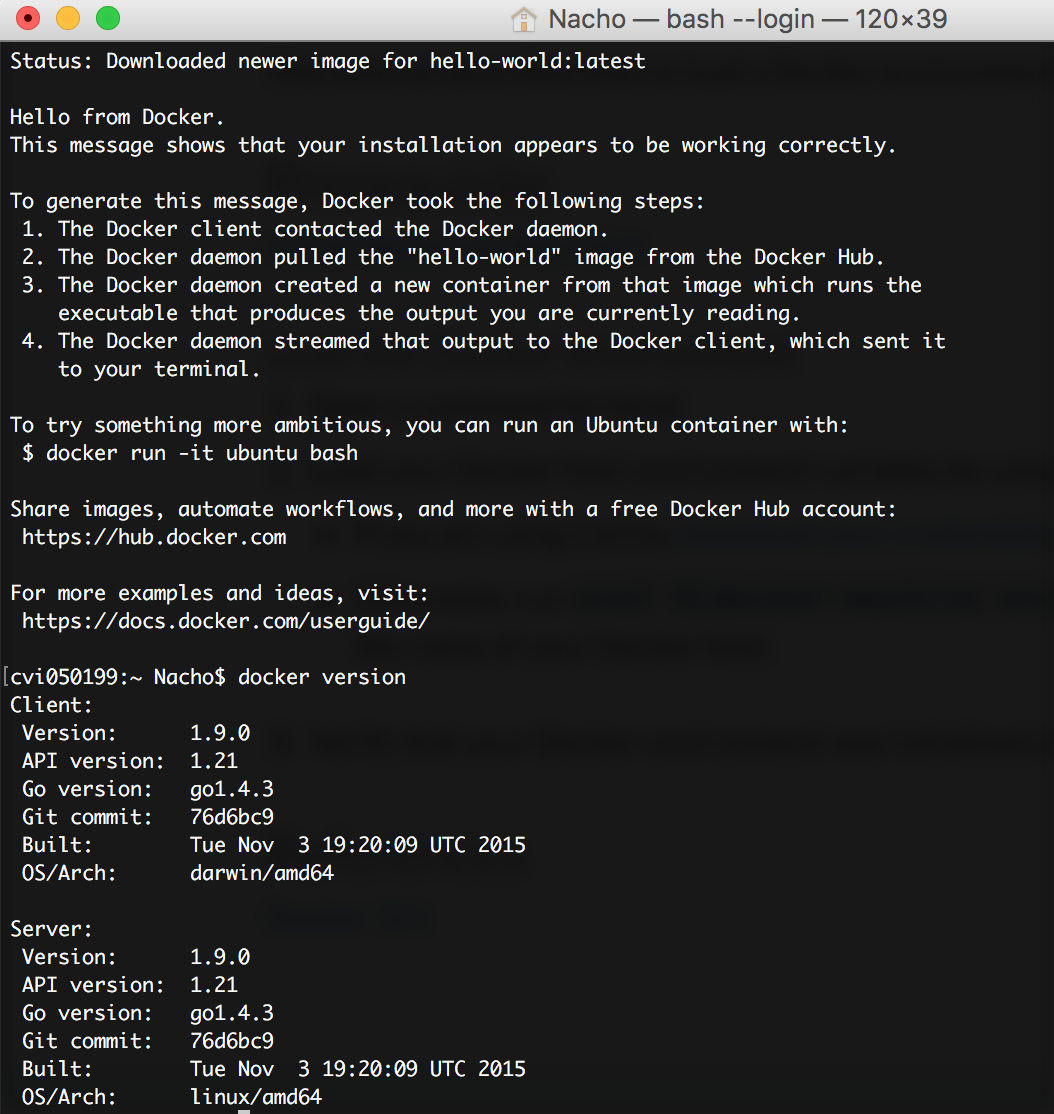 Nacho — bash --login — 120×39
Status: Downloaded newer image for hello-world:latest

Hello from Docker.
This message shows that your installation appears to be working correctly.

To generate this message, Docker took the following steps:
 1. The Docker client contacted the Docker daemon.
 2. The Docker daemon pulled the "hello-world" image from the Docker Hub.
 3. The Docker daemon created a new container from that image which runs the
    executable that produces the output you are currently reading.
 4. The Docker daemon streamed that output to the Docker client, which sent it
    to your terminal.

To try something more ambitious, you can run an Ubuntu container with:
 $ docker run -it ubuntu bash

Share images, automate workflows, and more with a free Docker Hub account:
 https://hub.docker.com

For more examples and ideas, visit:
 https://docs.docker.com/userguide/

[cvi050199:~ Nacho$ docker version
Client:
 Version:      1.9.0
 API version:  1.21
 Go version:   go1.4.3
 Git commit:   76d6bc9
 Built:        Tue Nov  3 19:20:09 UTC 2015
 OS/Arch:      darwin/amd64

Server:
 Version:      1.9.0
 API version:  1.21
 Go version:   go1.4.3
 Git commit:   76d6bc9
 Built:        Tue Nov  3 19:20:09 UTC 2015
 OS/Arch:      linux/amd64